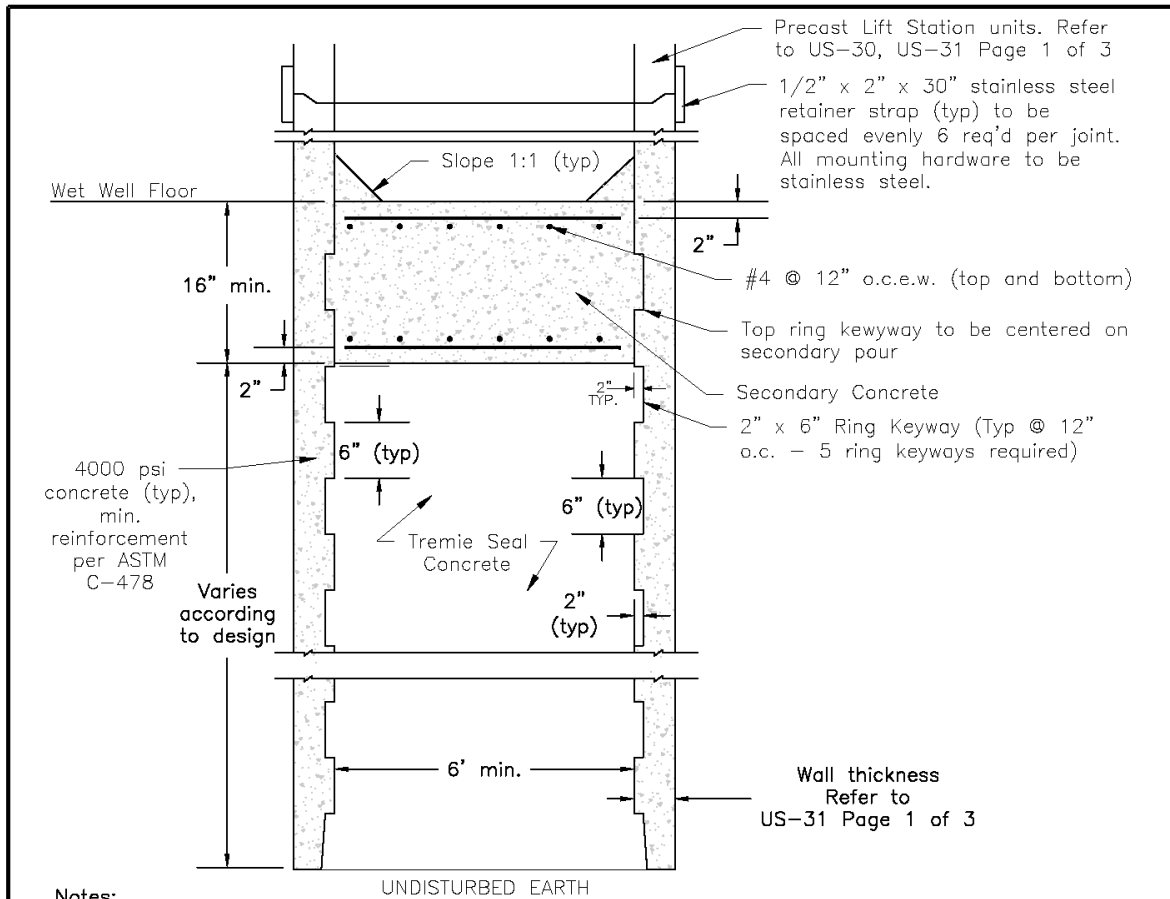 Precast Lift Station units. Refer
to US-30, US-31 Page 1 of 3
1/2" x 2" x 30" stainless steel
retainer strap (typ) to be
spaced evenly 6 req'd per joint.
All mounting hardware to be
stainless steel.
Slope 1:1 (typ)
Wet Well Floor
2"
16" min.
#4 @ 12" o.c.e.w. (top and bottom)
Top ring kewyway to be centered on
secondary pour
2"
2"
TYP.
Secondary Concrete
2" x 6" Ring Keyway (Typ @ 12"
o.c. - 5 ring keyways required)
6" (typ)
4000 psi
concrete (typ),
min.
reinforcement
per ASTM
C-478
6" (typ)
Tremie Seal
Concrete
Varies
according
to design
2"
(typ)
6' min.
Wall thickness
Refer to
US-31 Page 1 of 3
UNDISTURBED EARTH
Notes: